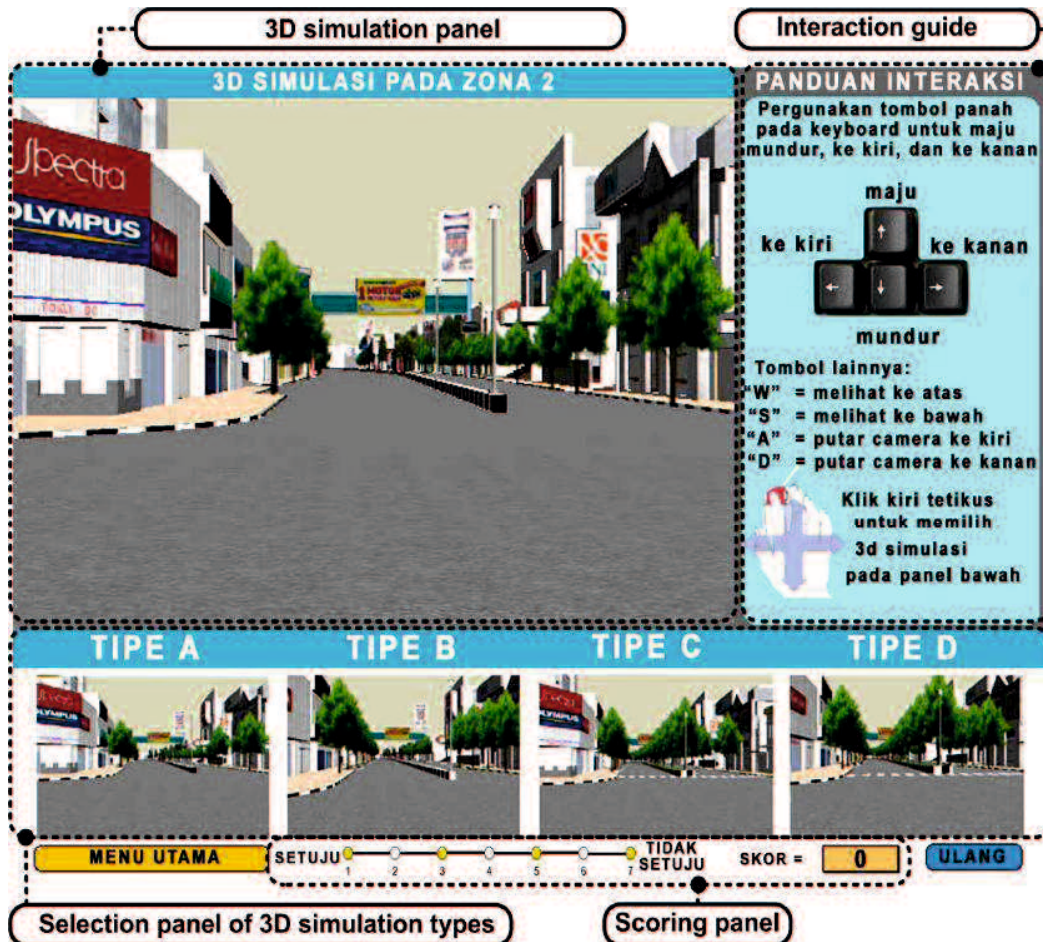 3D simulation panel
Interaction guide
3D SIMULASI PADA ZONA 2
PANDUAN INTERAKSI
Spectra
OLYMPUS
Pergunakan tombol panah
pada keyboard untuk maju
mundur, ke kiri, dan ke kanan
maju
ke kiri
ke kanan
mundur
Tombol lainnya:
“W” = melihat ke atas
“S” = melihat ke bawah
“A” = putar camera ke kiri
“D” = putar camera ke kanan
Klik kiri tetikus
untuk memilih
3d simulasi
pada panel bawah
TIPE A
TIPE B
TIPE C
TIPE D
MENU UTAMA
SETUJU
1 2 3 4 5 6 7
TIDAK
SETUJU
SKOR =
0
ULANG
Selection panel of 3D simulation types
Scoring panel